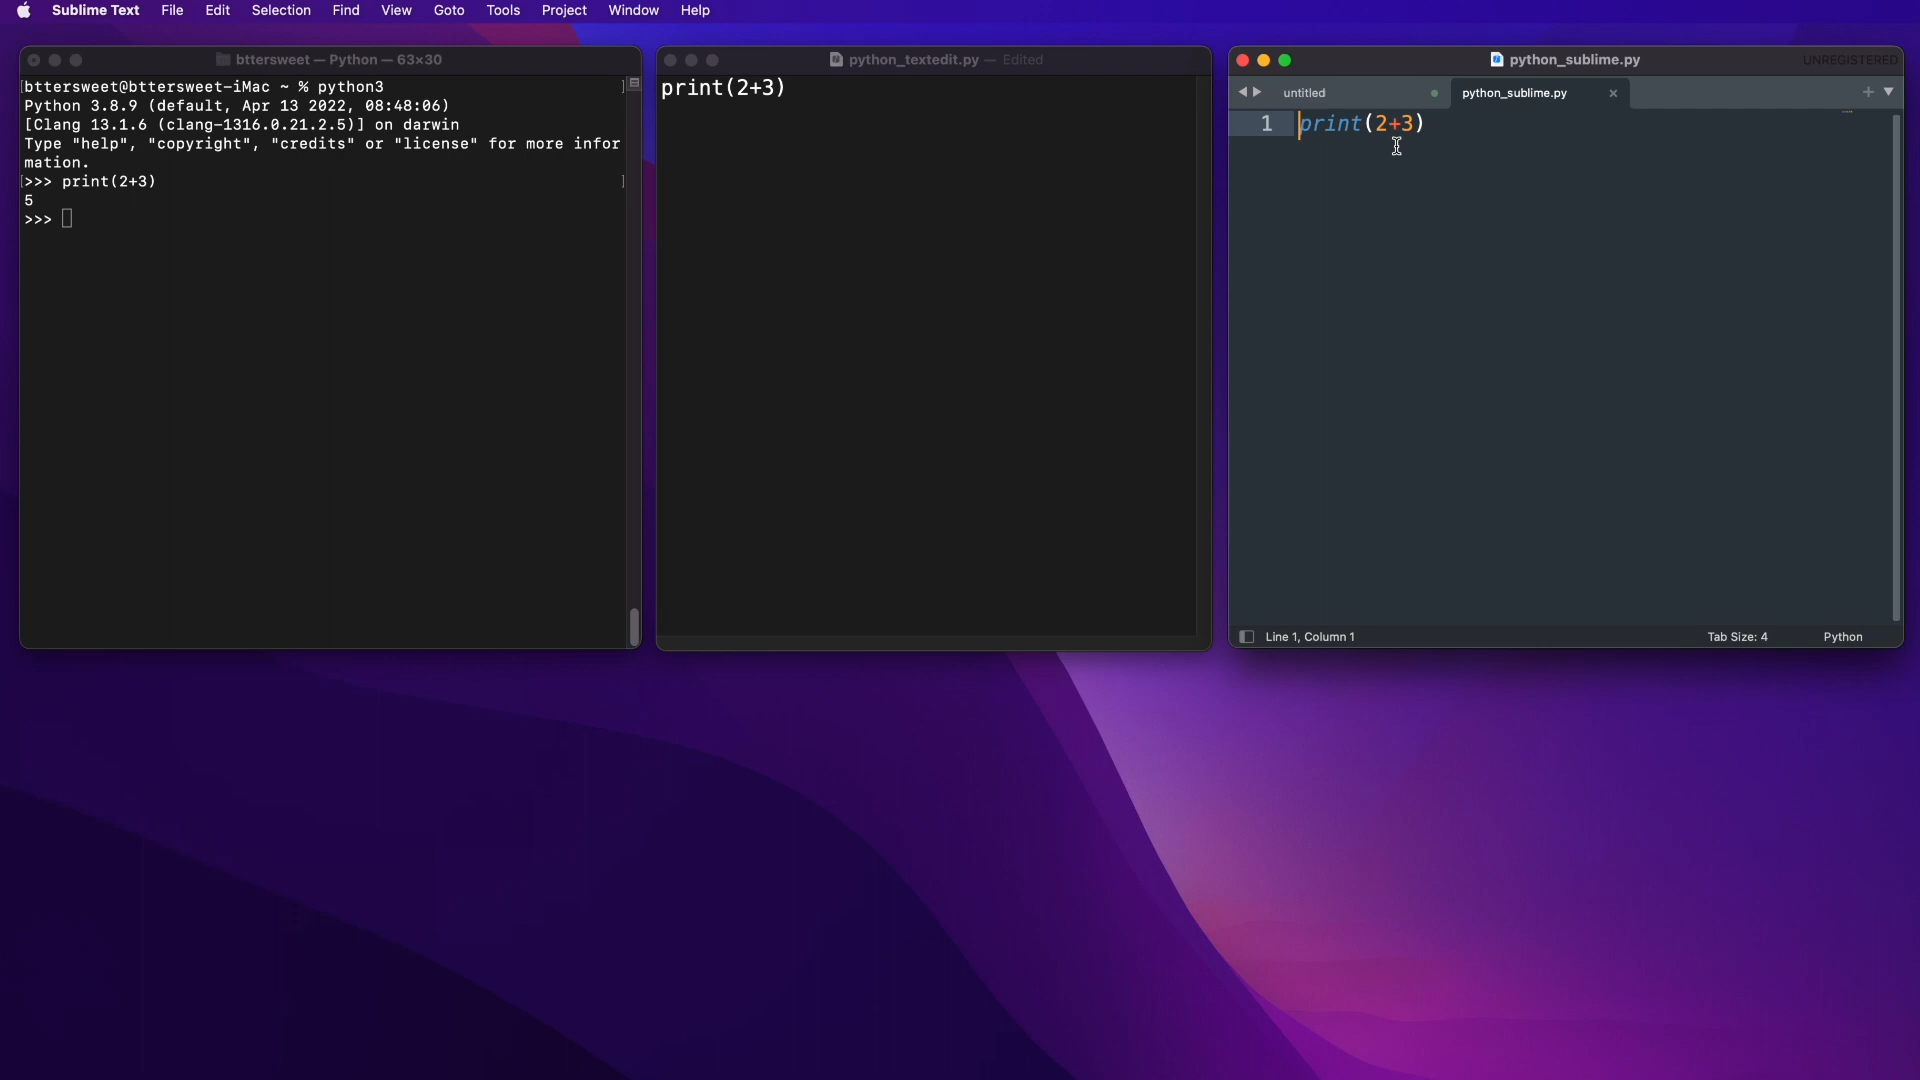 Sublime Text File Edit Selection Find View Goto Tools Project Window Help
bttersweet — Python — 63×30
[bttersweet@bttersweet-iMac ~ % python3 ]
Python 3.8.9 (default, Apr 13 2022, 08:48:06)
[Clang 13.1.6 (clang-1316.0.21.2.5)] on darwin
Type "help", "copyright", "credits" or "license" for more infor
mation.
[>>> print(2+3) ]
5
>>>
python_textedit.py — Edited
print(2+3)
python_sublime.py UNREGISTERED
untitled python_sublime.py
1 print(2+3)
Line 1, Column 1 Tab Size: 4 Python